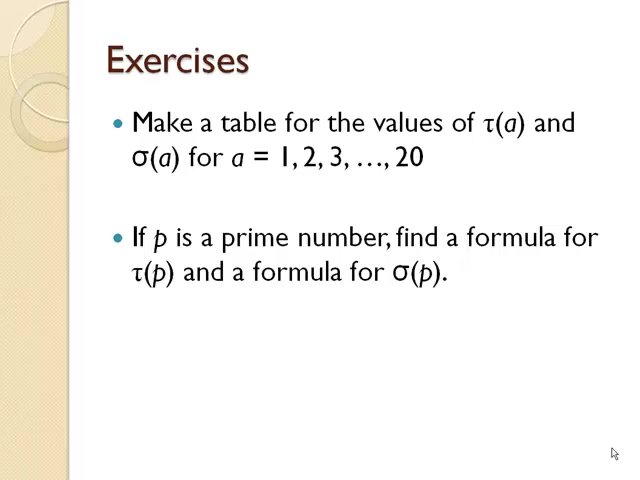 Exercises
• Make a table for the values of τ(a) and
σ(a) for a = 1, 2, 3, …, 20
• If p is a prime number, find a formula for
τ(p) and a formula for σ(p).